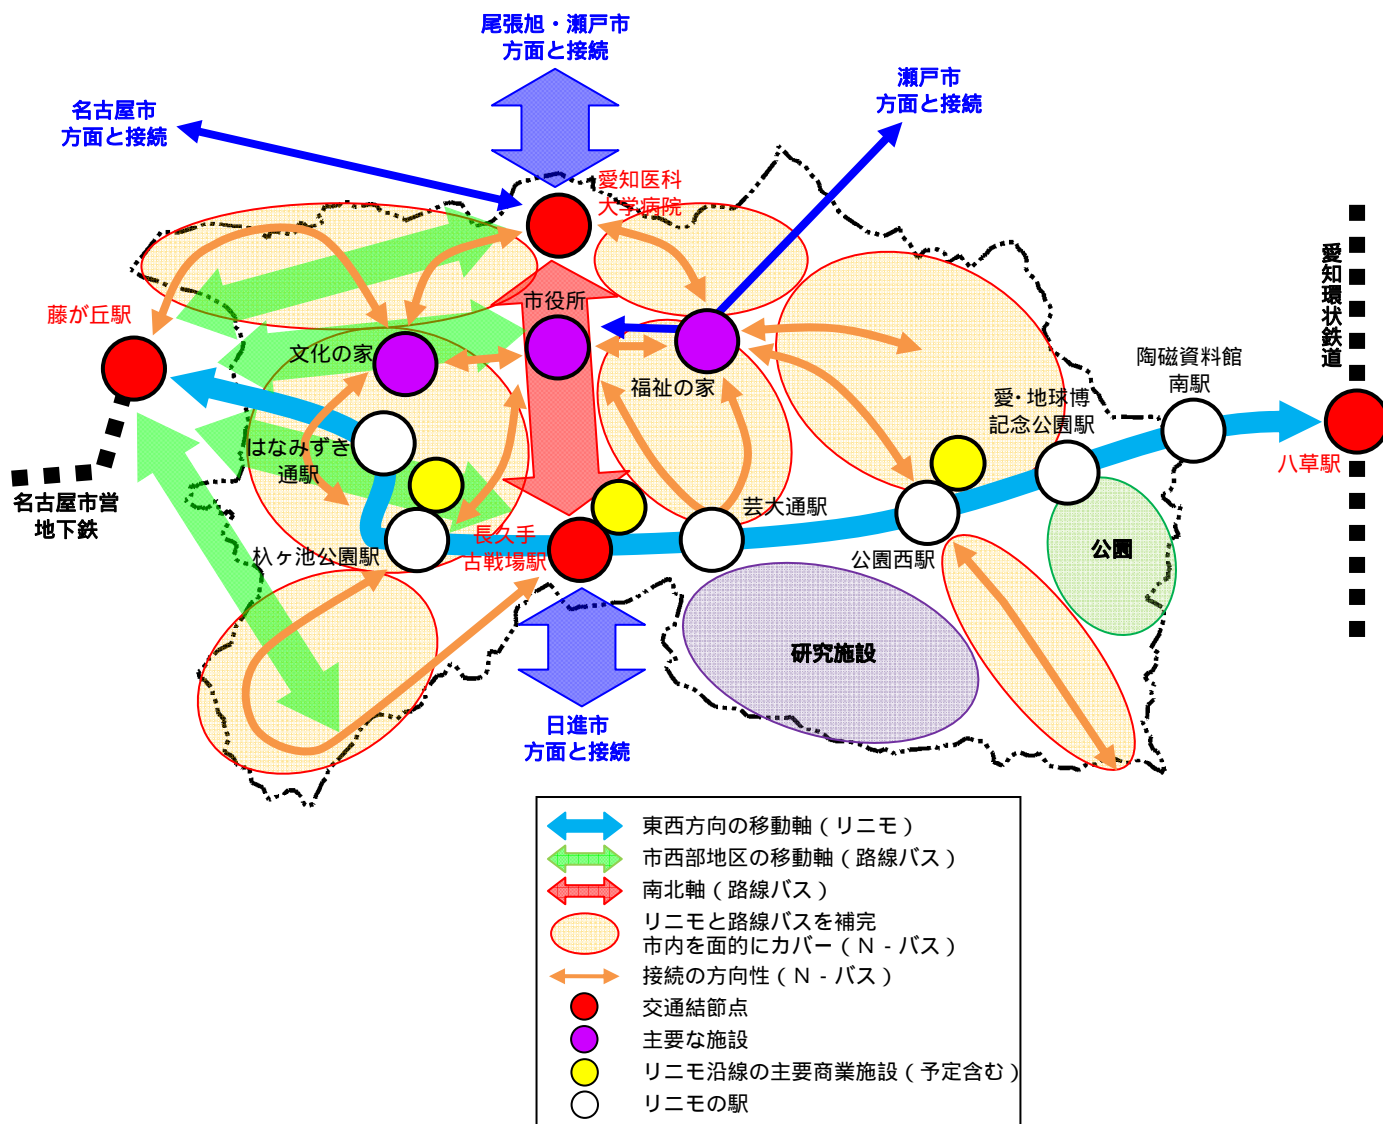 尾張旭・瀬戸市
方面と接続
瀬戸市
方面と接続
名古屋市
方面と接続
愛知医科
大学病院
愛知環状鉄道
藤が丘駅
市役所
文化の家
福祉の家
陶磁資料館
南駅
愛・地球博
記念公園駅
はなみずき
通駅
八草駅
名古屋市営
地下鉄
芸大通駅
長久手
古戦場駅
杁ヶ池公園駅
公園西駅
公園
研究施設
日進市
方面と接続
東西方向の移動軸（リニモ）
市西部地区の移動軸（路線バス）
南北軸（路線バス）
リニモと路線バスを補完
市内を面的にカバー（Ｎ‐バス）
接続の方向性（Ｎ‐バス）
交通結節点
主要な施設
リニモ沿線の主要商業施設（予定含む）
リニモの駅